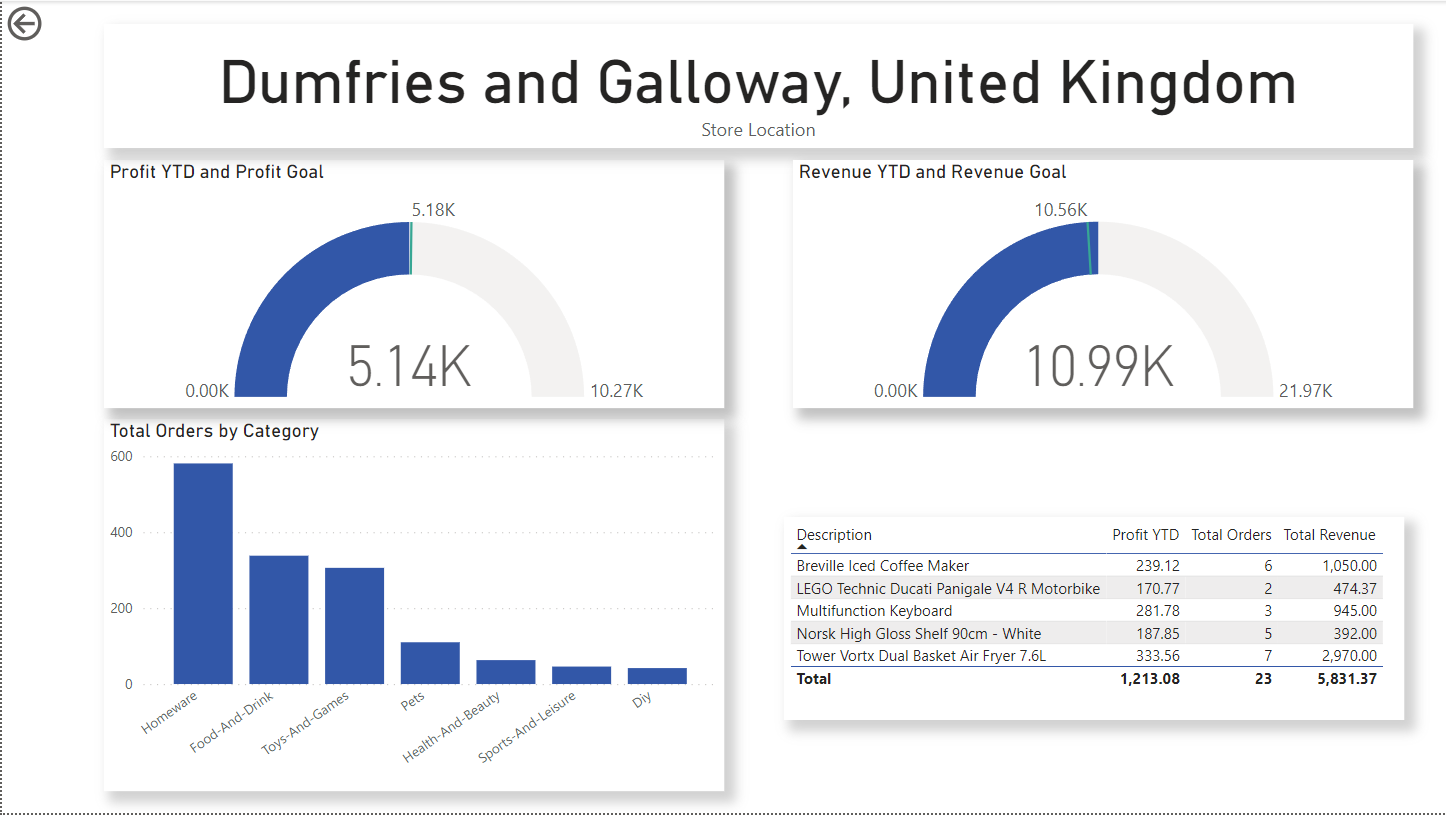 Dumfries and Galloway, United Kingdom
Store Location
Profit YTD and Profit Goal
5.18K
5.14K
0.00K
10.27K
Revenue YTD and Revenue Goal
10.56K
10.99K
0.00K
21.97K
Total Orders by Category
600
400
200
0
Homeware
Food-And-Drink
Toys-And-Games
Pets
Health-And-Beauty
Sports-And-Leisure
Diy
Description Profit YTD Total Orders Total Revenue
Breville Iced Coffee Maker 239.12 6 1,050.00
LEGO Technic Ducati Panigale V4 R Motorbike 170.77 2 474.37
Multifunction Keyboard 281.78 3 945.00
Norsk High Gloss Shelf 90cm - White 187.85 5 392.00
Tower Vortx Dual Basket Air Fryer 7.6L 333.56 7 2,970.00
Total 1,213.08 23 5,831.37